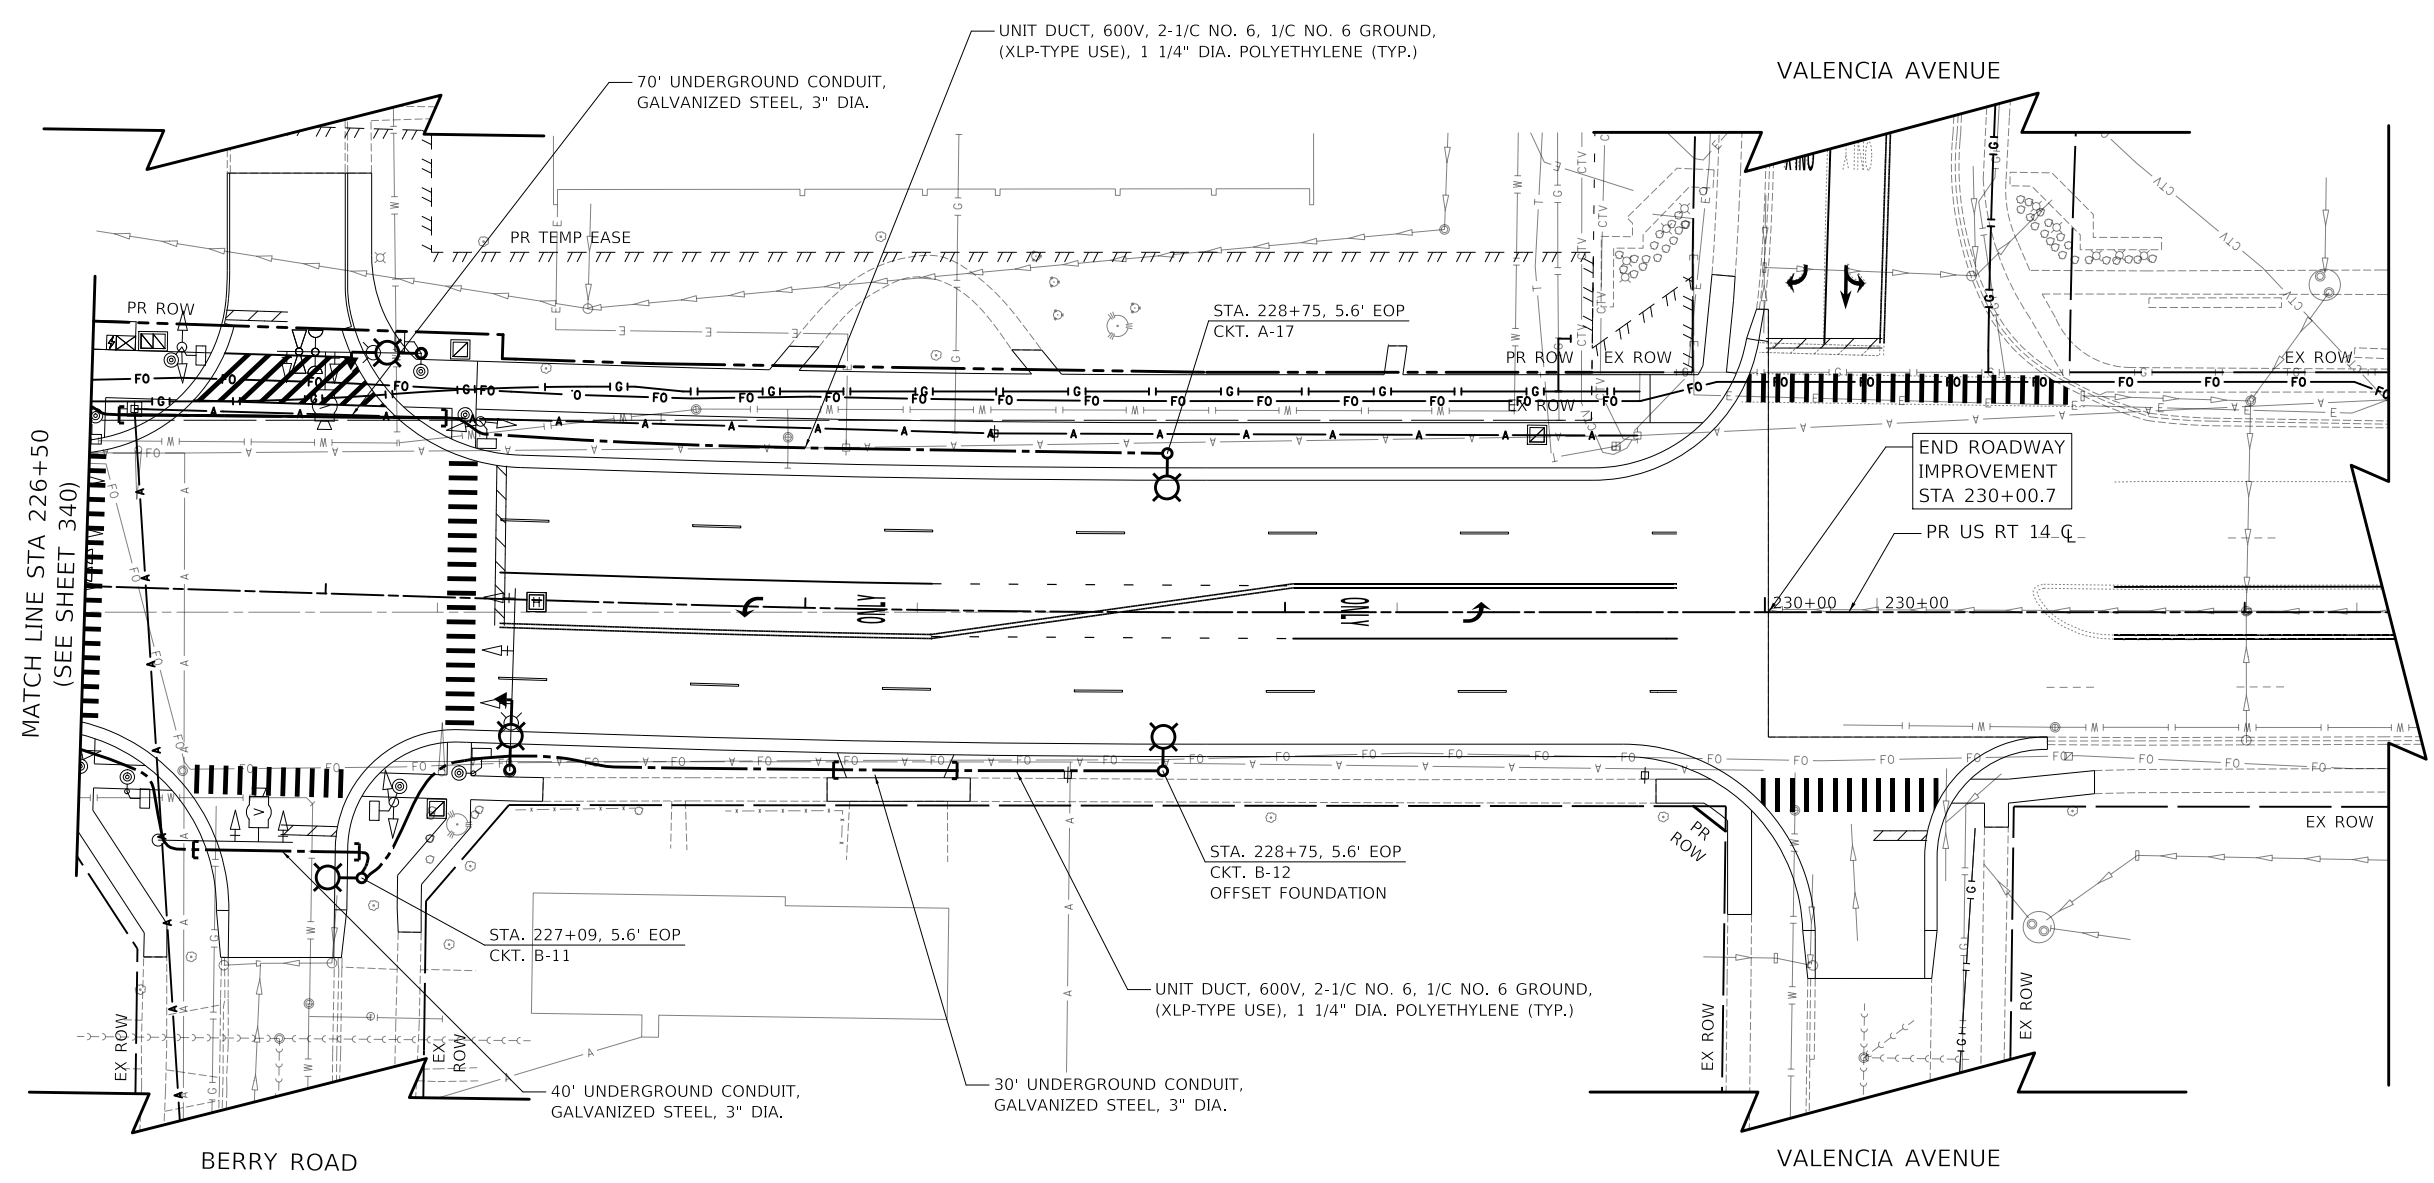 UNIT DUCT, 600V, 2-1/C NO. 6, 1/C NO. 6 GROUND,
(XLP-TYPE USE), 1 1/4" DIA. POLYETHYLENE (TYP.)
VALENCIA AVENUE
70' UNDERGROUND CONDUIT,
GALVANIZED STEEL, 3" DIA.
PR TEMP EASE
PR ROW
STA. 228+75, 5.6' EOP
CKT. A-17
PR ROW
EX ROW
EX ROW
EX ROW
END ROADWAY
IMPROVEMENT
STA 230+00.7
PR US RT 14 ℄
MATCH LINE STA 226+50
(SEE SHEET 340)
ONLY
ONLY
230+00
230+00
PR
ROW
EX ROW
STA. 228+75, 5.6' EOP
CKT. B-12
OFFSET FOUNDATION
STA. 227+09, 5.6' EOP
CKT. B-11
UNIT DUCT, 600V, 2-1/C NO. 6, 1/C NO. 6 GROUND,
(XLP-TYPE USE), 1 1/4" DIA. POLYETHYLENE (TYP.)
EX ROW
EX
ROW
EX ROW
EX ROW
40' UNDERGROUND CONDUIT,
GALVANIZED STEEL, 3" DIA.
30' UNDERGROUND CONDUIT,
GALVANIZED STEEL, 3" DIA.
BERRY ROAD
VALENCIA AVENUE